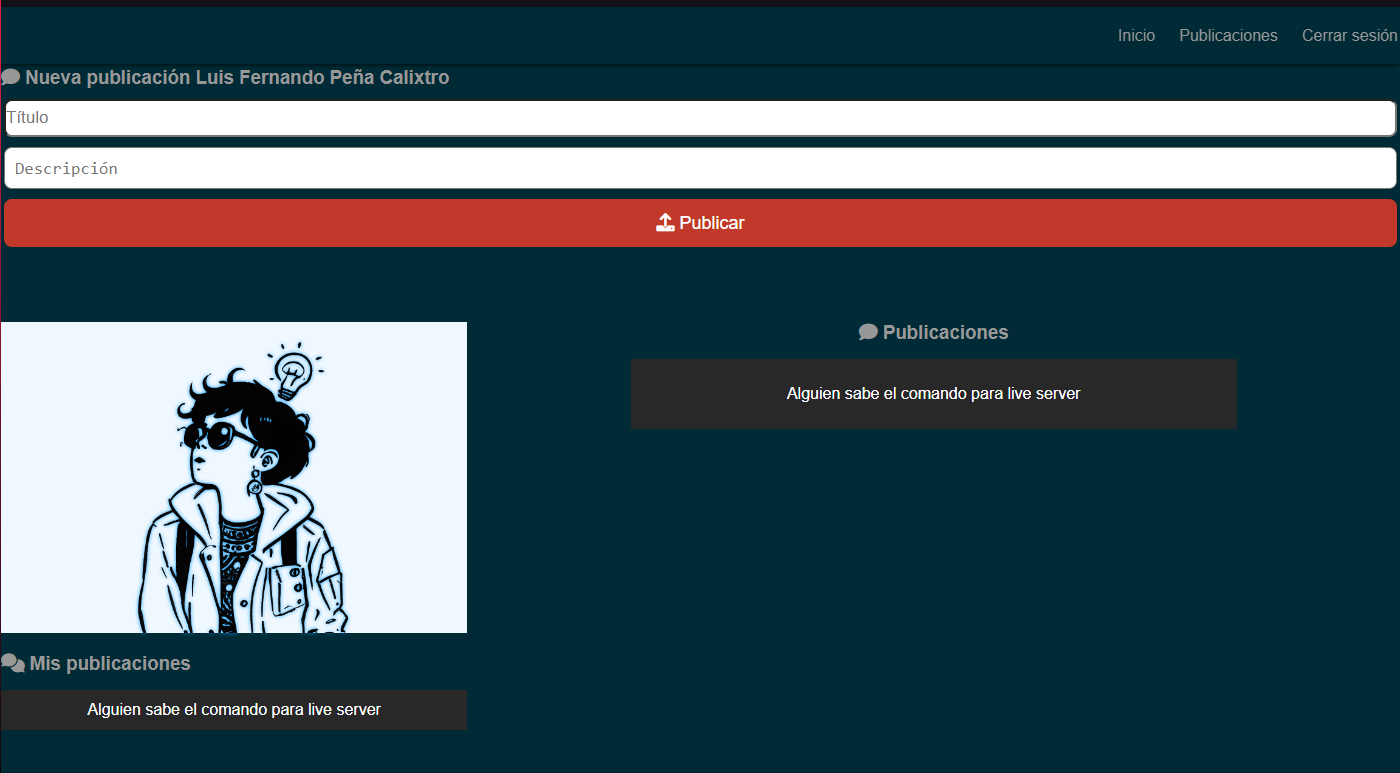 Inicio Publicaciones Cerrar sesión
Nueva publicación Luis Fernando Peña Calixtro
Título
Descripción
Publicar
Publicaciones
Alguien sabe el comando para live server
Mis publicaciones
Alguien sabe el comando para live server